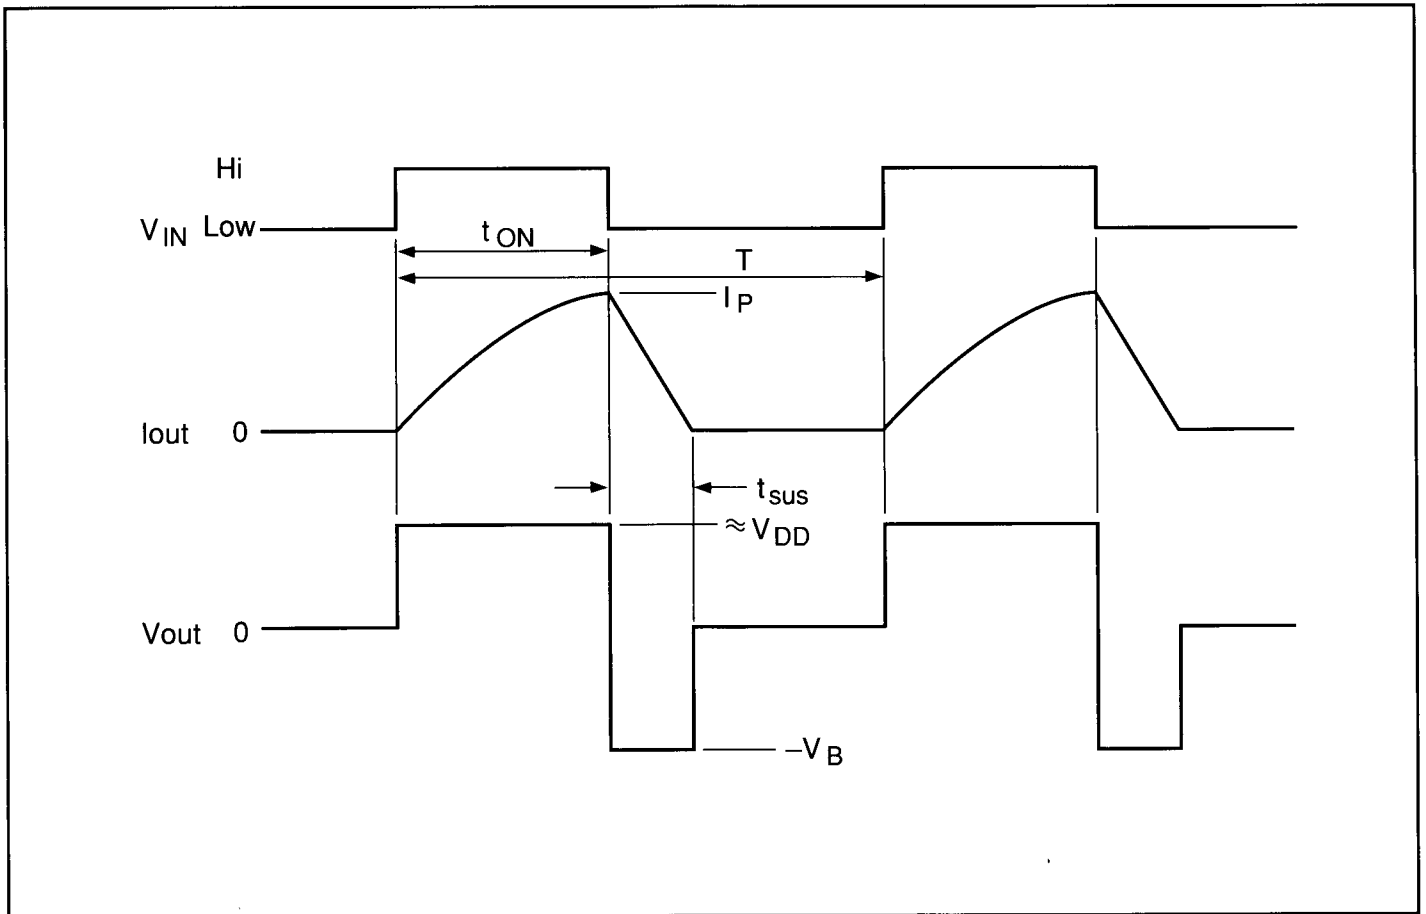 Hi
V_IN Low
t_ON
T
I_P
Iout 0
t_sus
≈ V_DD
Vout 0
–V_B